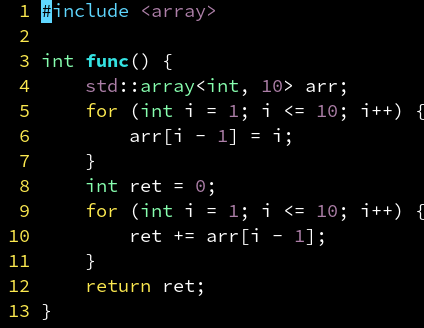 1 #include <array>
2
3 int func() {
4     std::array<int, 10> arr;
5     for (int i = 1; i <= 10; i++) {
6         arr[i - 1] = i;
7     }
8     int ret = 0;
9     for (int i = 1; i <= 10; i++) {
10         ret += arr[i - 1];
11     }
12     return ret;
13 }